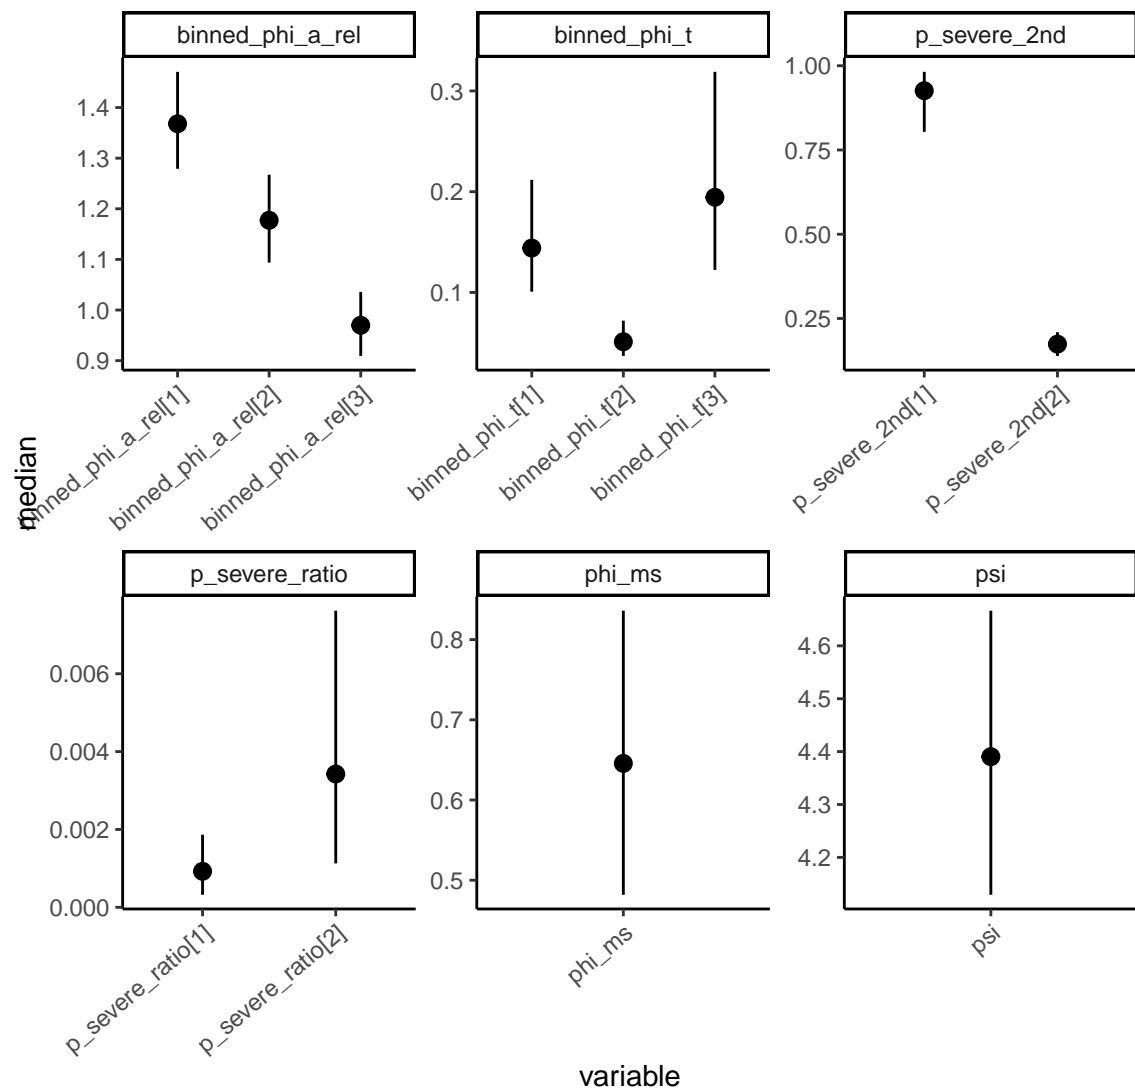 binned_phi_a_rel
binned_phi_t
p_severe_2nd
1.4
1.3
1.2
1.1
1.0
0.9
0.3
0.2
0.1
1.00
0.75
0.50
0.25
binned_phi_a_rel[1]
binned_phi_a_rel[2]
binned_phi_a_rel[3]
binned_phi_t[1]
binned_phi_t[2]
binned_phi_t[3]
p_severe_2nd[1]
p_severe_2nd[2]
median
p_severe_ratio
phi_ms
psi
0.006
0.004
0.002
0.000
0.8
0.7
0.6
0.5
4.6
4.5
4.4
4.3
4.2
p_severe_ratio[1]
p_severe_ratio[2]
phi_ms
psi
variable